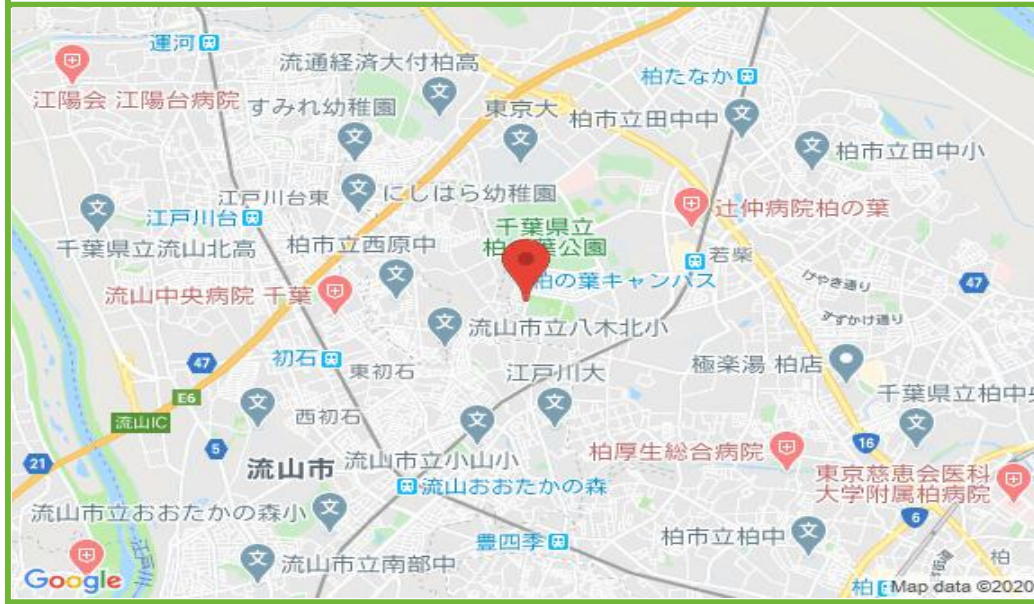 運河
江陽会 江陽台病院
流通経済大付柏高
すみれ幼稚園
東京大
柏たなか
柏市立田中中
柏市立田中小
江戸川台東
江戸川台
にしはら幼稚園
千葉県立流山北高
柏市立西原中
千葉県立
辻仲病院柏の葉
若柴
柏の葉キャンパス
流山中央病院 千葉
けやき通り
47
すずかけ通り
流山市立八木北小
初石
東初石
47
江戸川大
極楽湯 柏店
E6
流山IC
西初石
千葉県立柏中央
5
16
21
流山市
流山市立小山小
柏厚生総合病院
東京慈恵会医科
大学附属柏病院
流山おおたかの森
流山市立おおたかの森小
6
豊四季
柏市立柏中
流山市立南部中
江戸川
柏
柏
Google
Map data ©2020